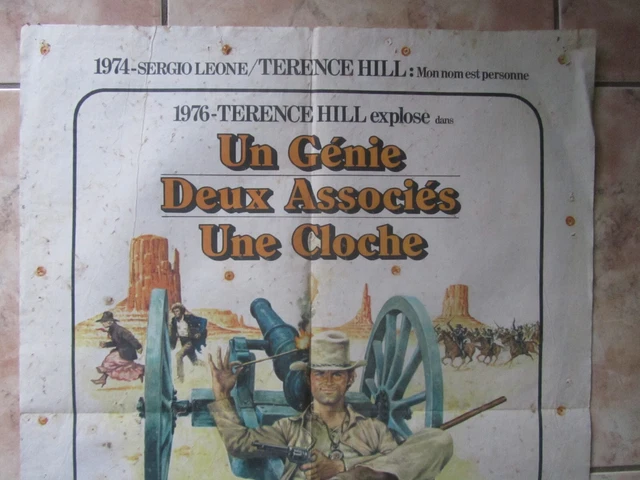 1974-SERGIO LEONE/TERENCE HILL: Mon nom est personne
1976-TERENCE HILL explose dans
Un Génie
Deux Associés
Une Cloche